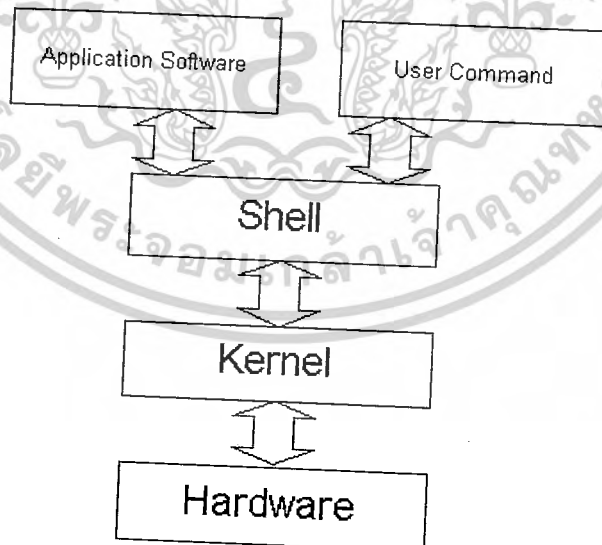 Application Software
User Command
Shell
Kernel
Hardware